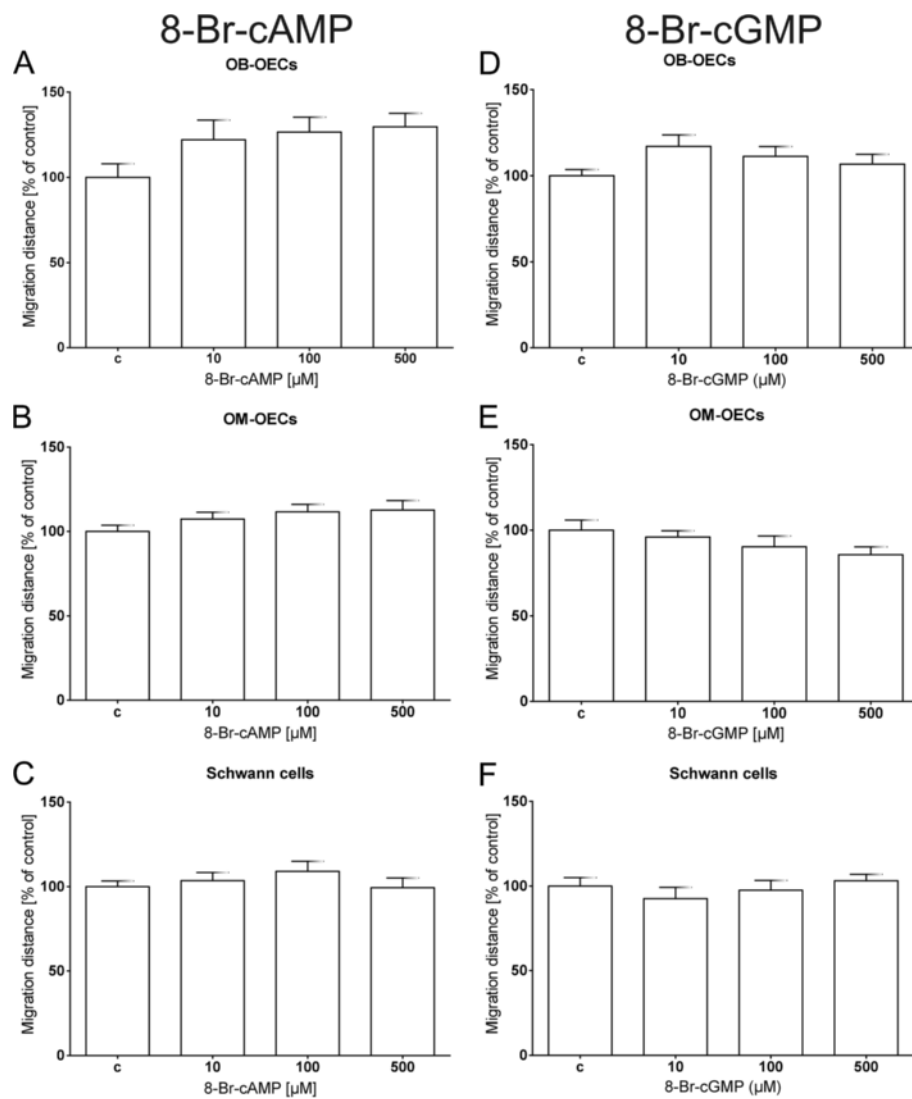 8-Br-cAMP
8-Br-cGMP
A
OB-OECs
Migration distance [% of control]
150
100
50
0
c 10 100 500
8-Br-cAMP [µM]
D
OB-OECs
Migration distance [% of control]
150
100
50
0
c 10 100 500
8-Br-cGMP (µM)
B
OM-OECs
Migration distance [% of control]
150
100
50
0
c 10 100 500
8-Br-cAMP [µM]
E
OM-OECs
Migration distance [% of control]
150
100
50
0
c 10 100 500
8-Br-cGMP [µM]
C
Schwann cells
Migration distance [% of control]
150
100
50
0
c 10 100 500
8-Br-cAMP [µM]
F
Schwann cells
Migration distance [% of control]
150
100
50
0
c 10 100 500
8-Br-cGMP (µM)